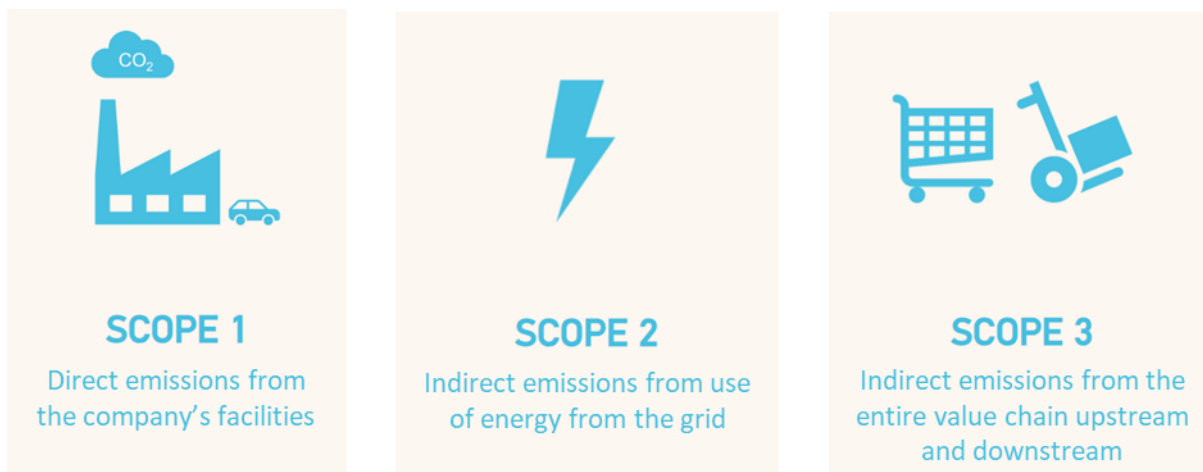 CO₂
SCOPE 1
Direct emissions from
the company's facilities
SCOPE 2
Indirect emissions from use
of energy from the grid
SCOPE 3
Indirect emissions from the
entire value chain upstream
and downstream